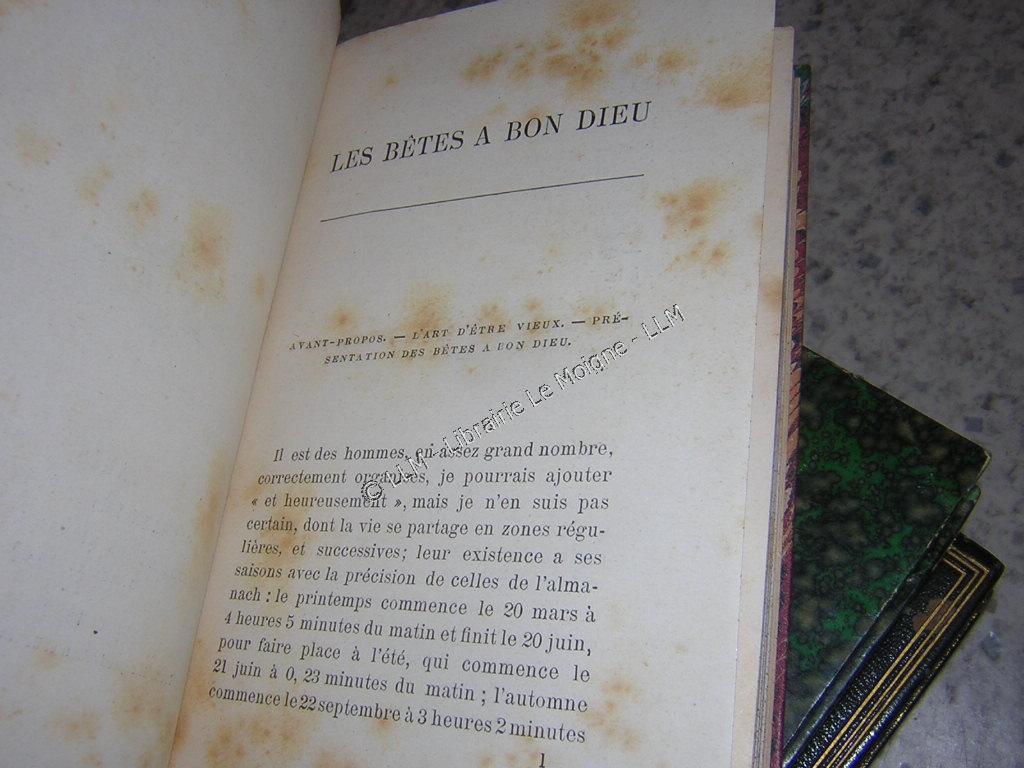 LES BÊTES A BON DIEU
AVANT-PROPOS. — L'ART D'ÊTRE VIEUX. — PRÉ-
SENTATION DES BÊTES A BON DIEU.
© LLM - Librairie Le Moigne - LLM
Il est des hommes, en assez grand nombre,
correctement organisés, je pourrais ajouter
« et heureusement », mais je n'en suis pas
certain, dont la vie se partage en zones régu-
lières, et successives; leur existence a ses
saisons avec la précision de celles de l'alma-
nach : le printemps commence le 20 mars à
4 heures 5 minutes du matin et finit le 20 juin,
pour faire place à l'été, qui commence le
21 juin à 0, 23 minutes du matin ; l'automne
commence le 22 septembre à 3 heures 2 minutes
1